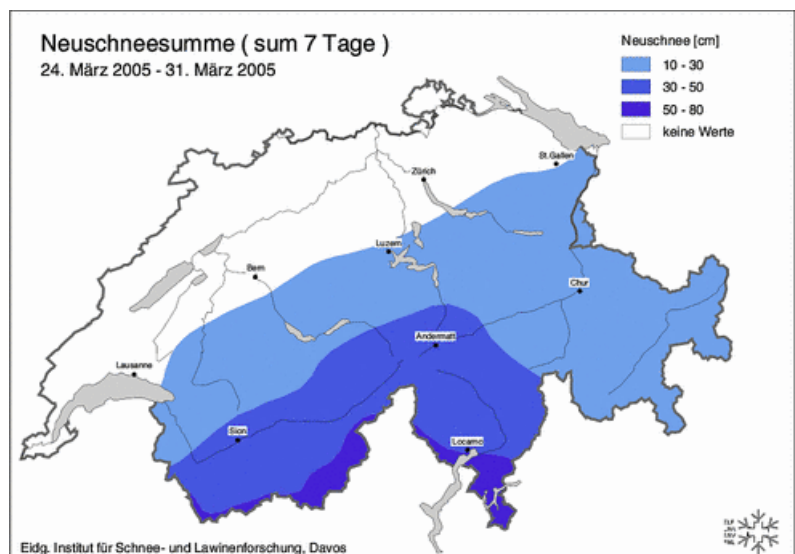 Neuschneesumme ( sum 7 Tage )
24. März 2005 - 31. März 2005
Neuschnee [cm]
10 - 30
30 - 50
50 - 80
keine Werte
St.Gallen
Zürich
Luzern
Bern
Chur
Andermatt
Lausanne
Sion
Locarno
Eidg. Institut für Schnee- und Lawinenforschung, Davos